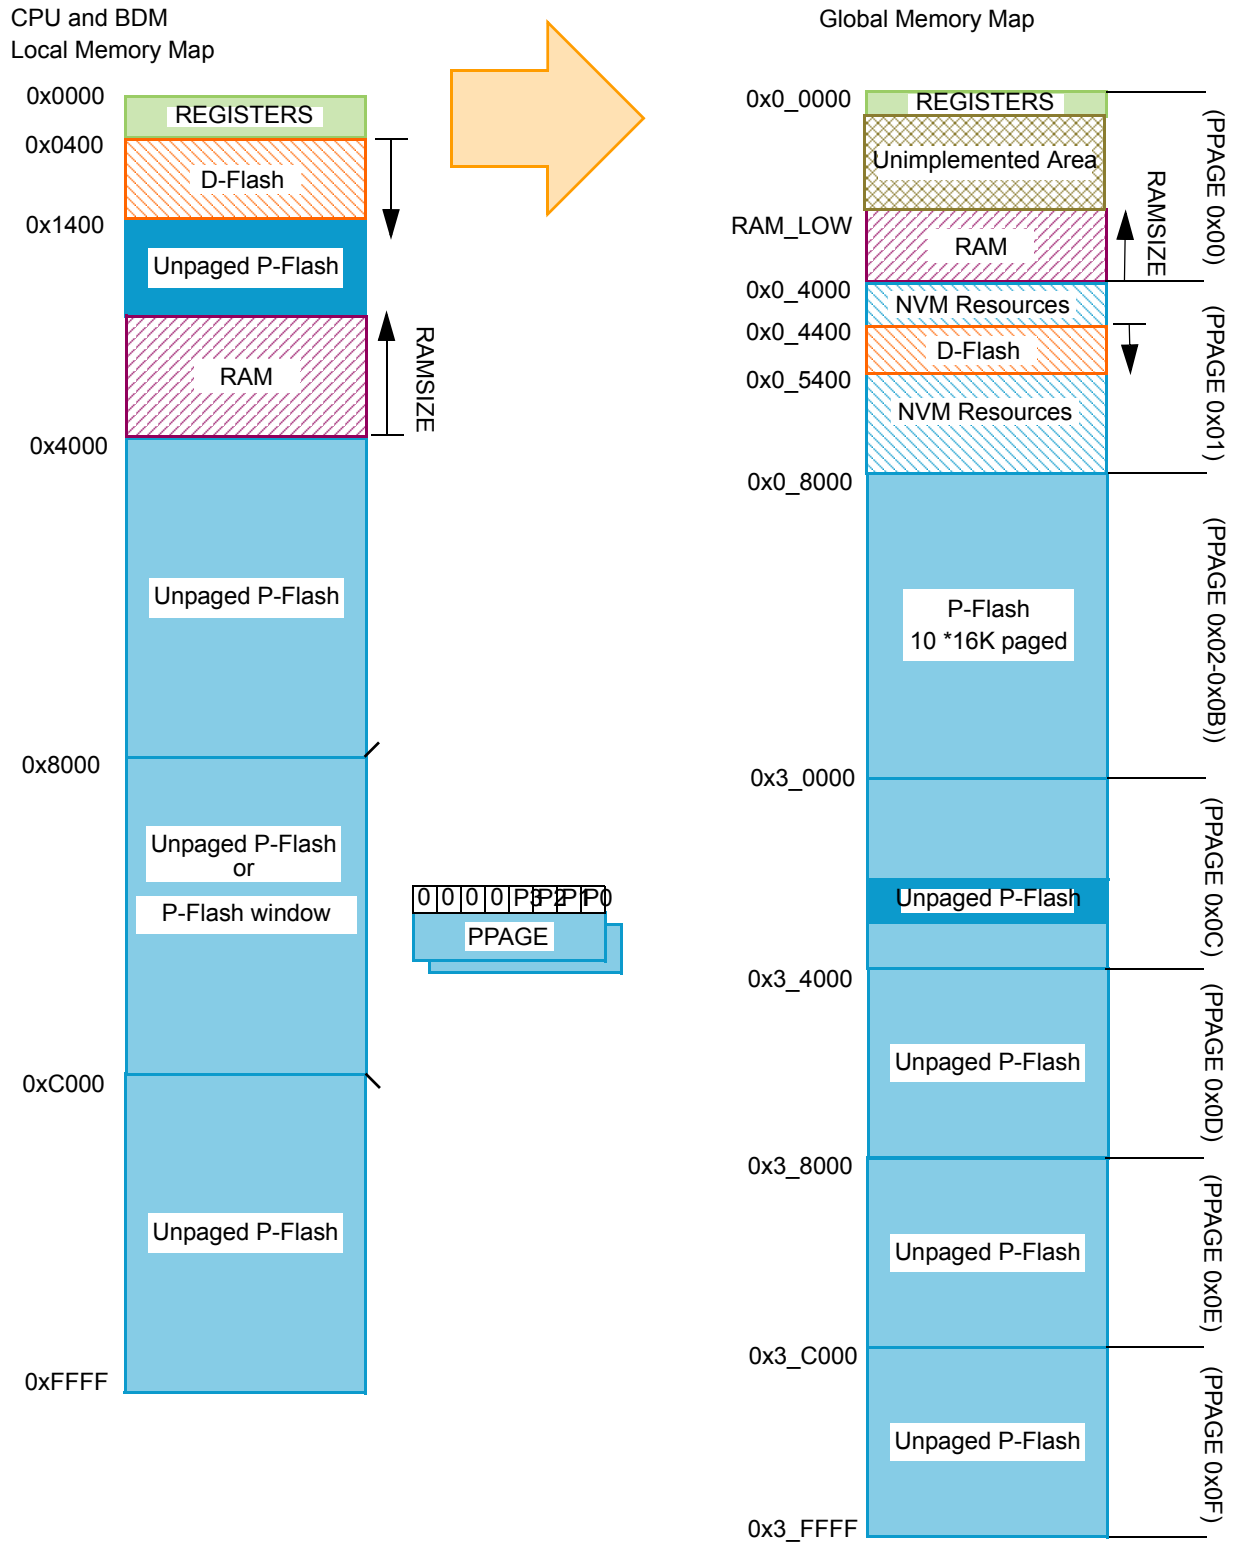 CPU and BDM
Local Memory Map
0x0000
REGISTERS
0x0400
D-Flash
0x1400
Unpaged P-Flash
RAM
RAMSIZE
0x4000
Unpaged P-Flash
0x8000
Unpaged P-Flash
or
P-Flash window
0xC000
Unpaged P-Flash
0xFFFF
0 0 0 0 P3 P2 P1 P0
PPAGE
Global Memory Map
0x0_0000
REGISTERS
Unimplemented Area
(PPAGE 0x00)
RAM_LOW
RAM
RAMSIZE
0x0_4000
NVM Resources
0x0_4400
D-Flash
0x0_5400
NVM Resources
(PPAGE 0x01)
0x0_8000
P-Flash
10 *16K paged
(PPAGE 0x02-0x0B))
0x3_0000
Unpaged P-Flash
(PPAGE 0x0C)
0x3_4000
Unpaged P-Flash
(PPAGE 0x0D)
0x3_8000
Unpaged P-Flash
(PPAGE 0x0E)
0x3_C000
Unpaged P-Flash
(PPAGE 0x0F)
0x3_FFFF